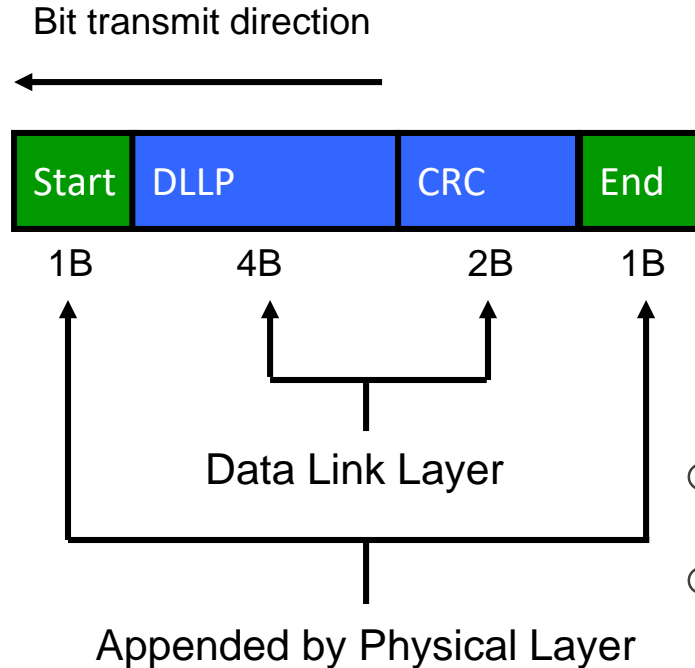 Bit transmit direction
Start DLLP CRC End
1B 4B 2B 1B
Data Link Layer
Appended by Physical Layer